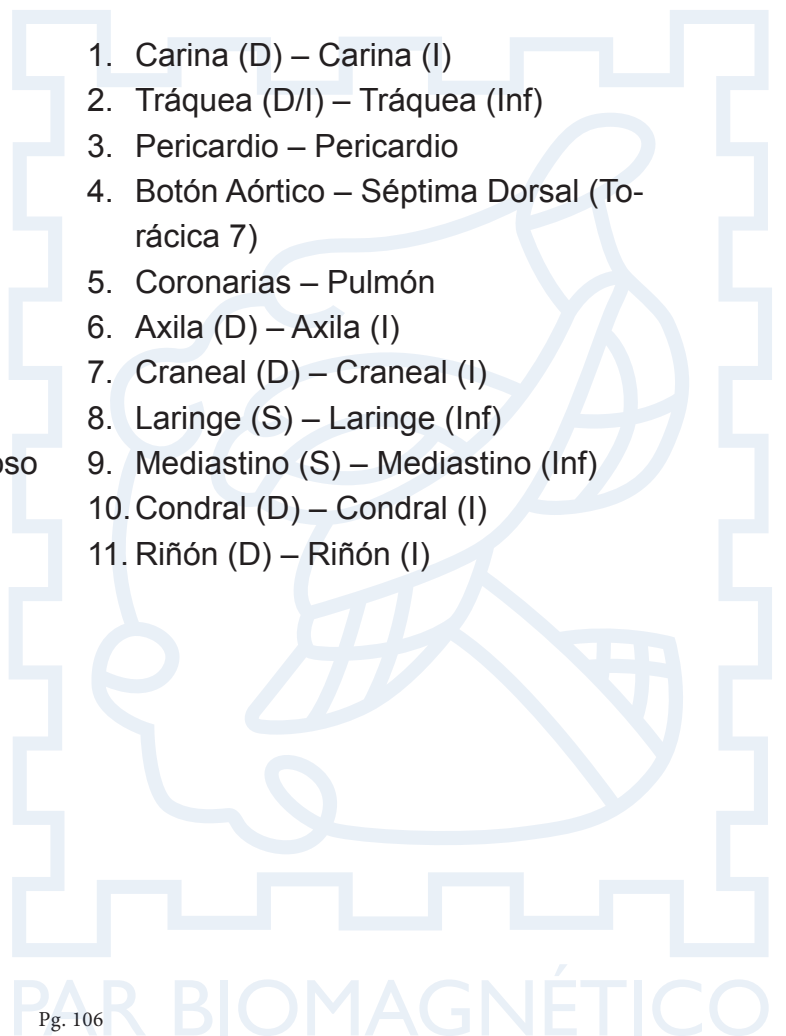 1. Carina (D) – Carina (I)
2. Tráquea (D/I) – Tráquea (Inf)
3. Pericardio – Pericardio
4. Botón Aórtico – Séptima Dorsal (To-
rácica 7)
5. Coronarias – Pulmón
6. Axila (D) – Axila (I)
7. Craneal (D) – Craneal (I)
8. Laringe (S) – Laringe (Inf)
oso 9. Mediastino (S) – Mediastino (Inf)
10. Condral (D) – Condral (I)
11. Riñón (D) – Riñón (I)
PAR BIOMAGNÉTICO
Pg. 106